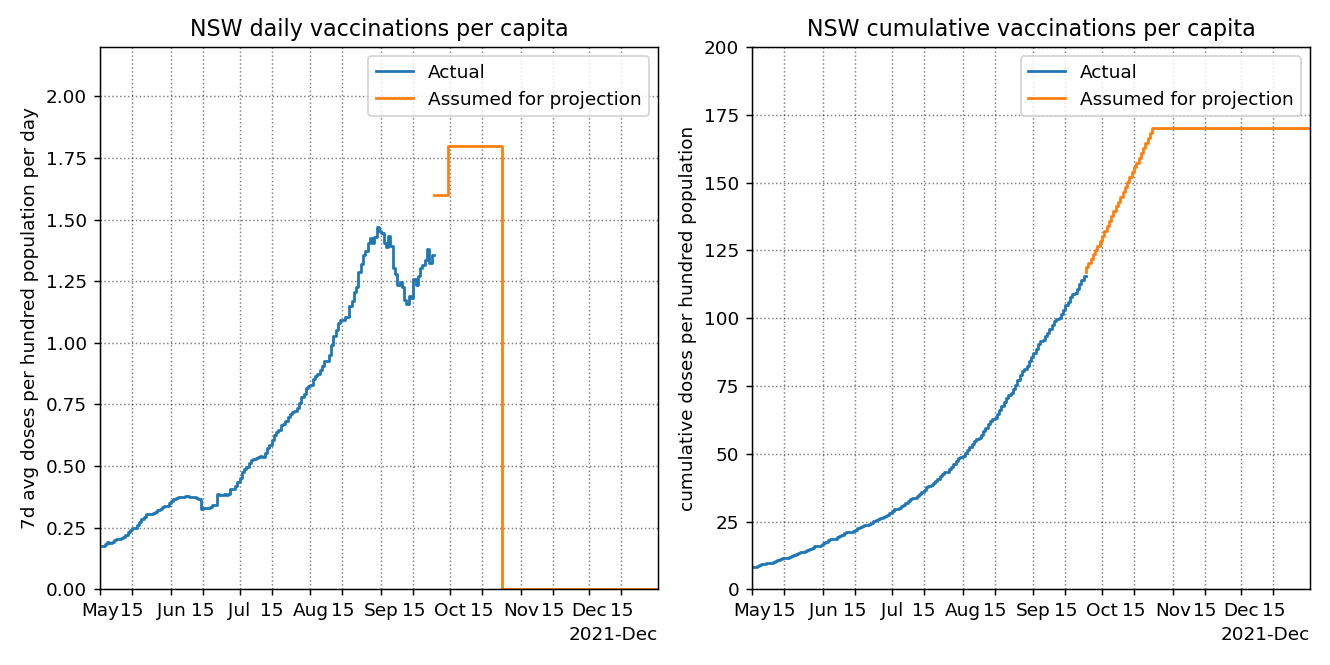 NSW daily vaccinations per capita
7d avg doses per hundred population per day
2.00
1.75
1.50
1.25
1.00
0.75
0.50
0.25
0.00
Actual
Assumed for projection
May 15 Jun 15 Jul 15 Aug 15 Sep 15 Oct 15 Nov 15 Dec 15
2021-Dec
NSW cumulative vaccinations per capita
cumulative doses per hundred population
200
175
150
125
100
75
50
25
0
Actual
Assumed for projection
May 15 Jun 15 Jul 15 Aug 15 Sep 15 Oct 15 Nov 15 Dec 15
2021-Dec